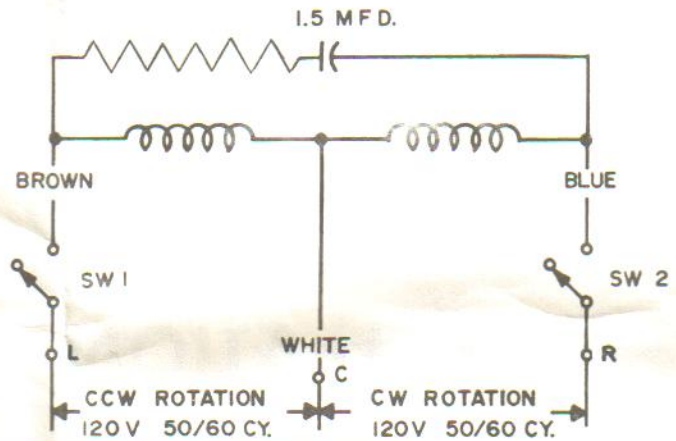 1.5 MFD.
BROWN
BLUE
SW 1
SW 2
L
WHITE
R
C
CCW ROTATION
CW ROTATION
120V 50/60 CY.
120V 50/60 CY.